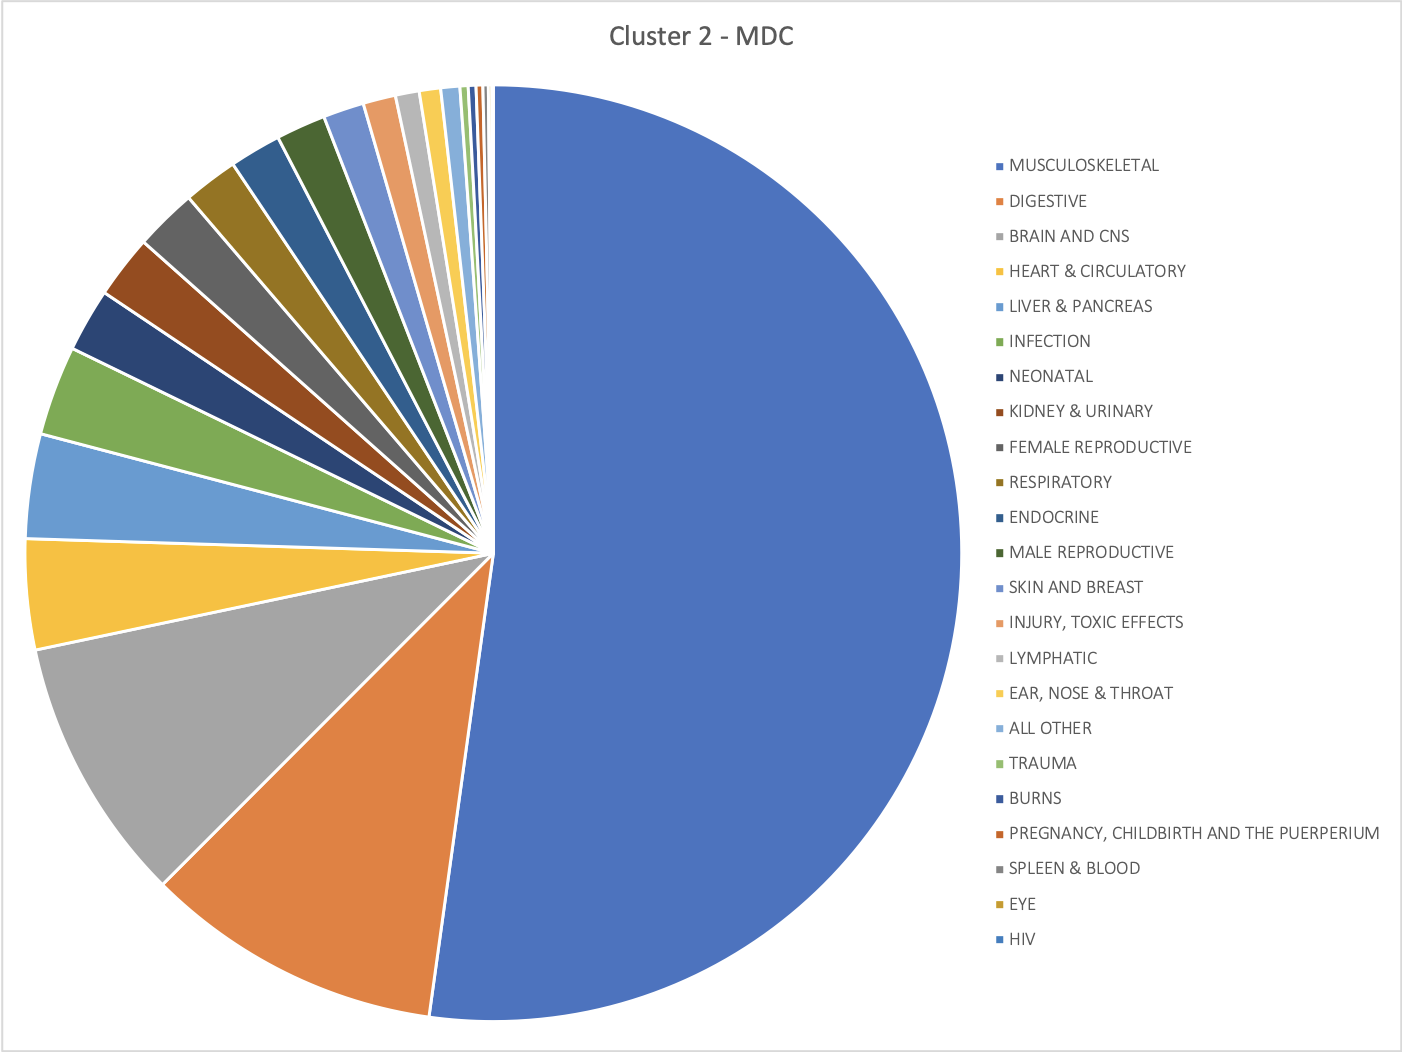 Cluster 2 - MDC
MUSCULOSKELETAL
DIGESTIVE
BRAIN AND CNS
HEART & CIRCULATORY
LIVER & PANCREAS
INFECTION
NEONATAL
KIDNEY & URINARY
FEMALE REPRODUCTIVE
RESPIRATORY
ENDOCRINE
MALE REPRODUCTIVE
SKIN AND BREAST
INJURY, TOXIC EFFECTS
LYMPHATIC
EAR, NOSE & THROAT
ALL OTHER
TRAUMA
BURNS
PREGNANCY, CHILDBIRTH AND THE PUERPERIUM
SPLEEN & BLOOD
EYE
HIV